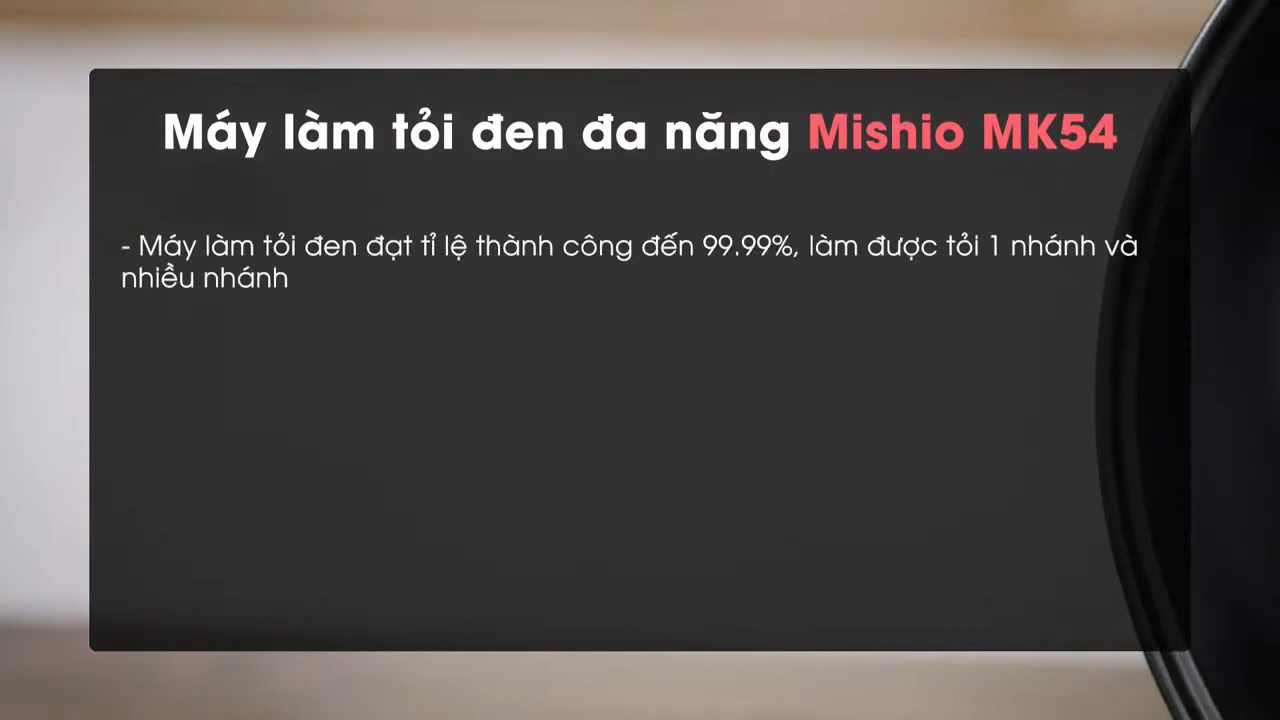 Máy làm tỏi đen đa năng Mishio MK54
- Máy làm tỏi đen đạt tỉ lệ thành công đến 99.99%, làm được tỏi 1 nhánh và
nhiều nhánh